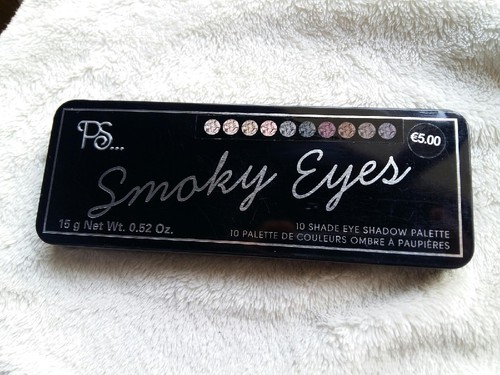 PS...
€5.00
Smoky Eyes
15 g Net Wt. 0.52 Oz.
10 SHADE EYE SHADOW PALETTE
10 PALETTE DE COULEURS OMBRE À PAUPIÈRES